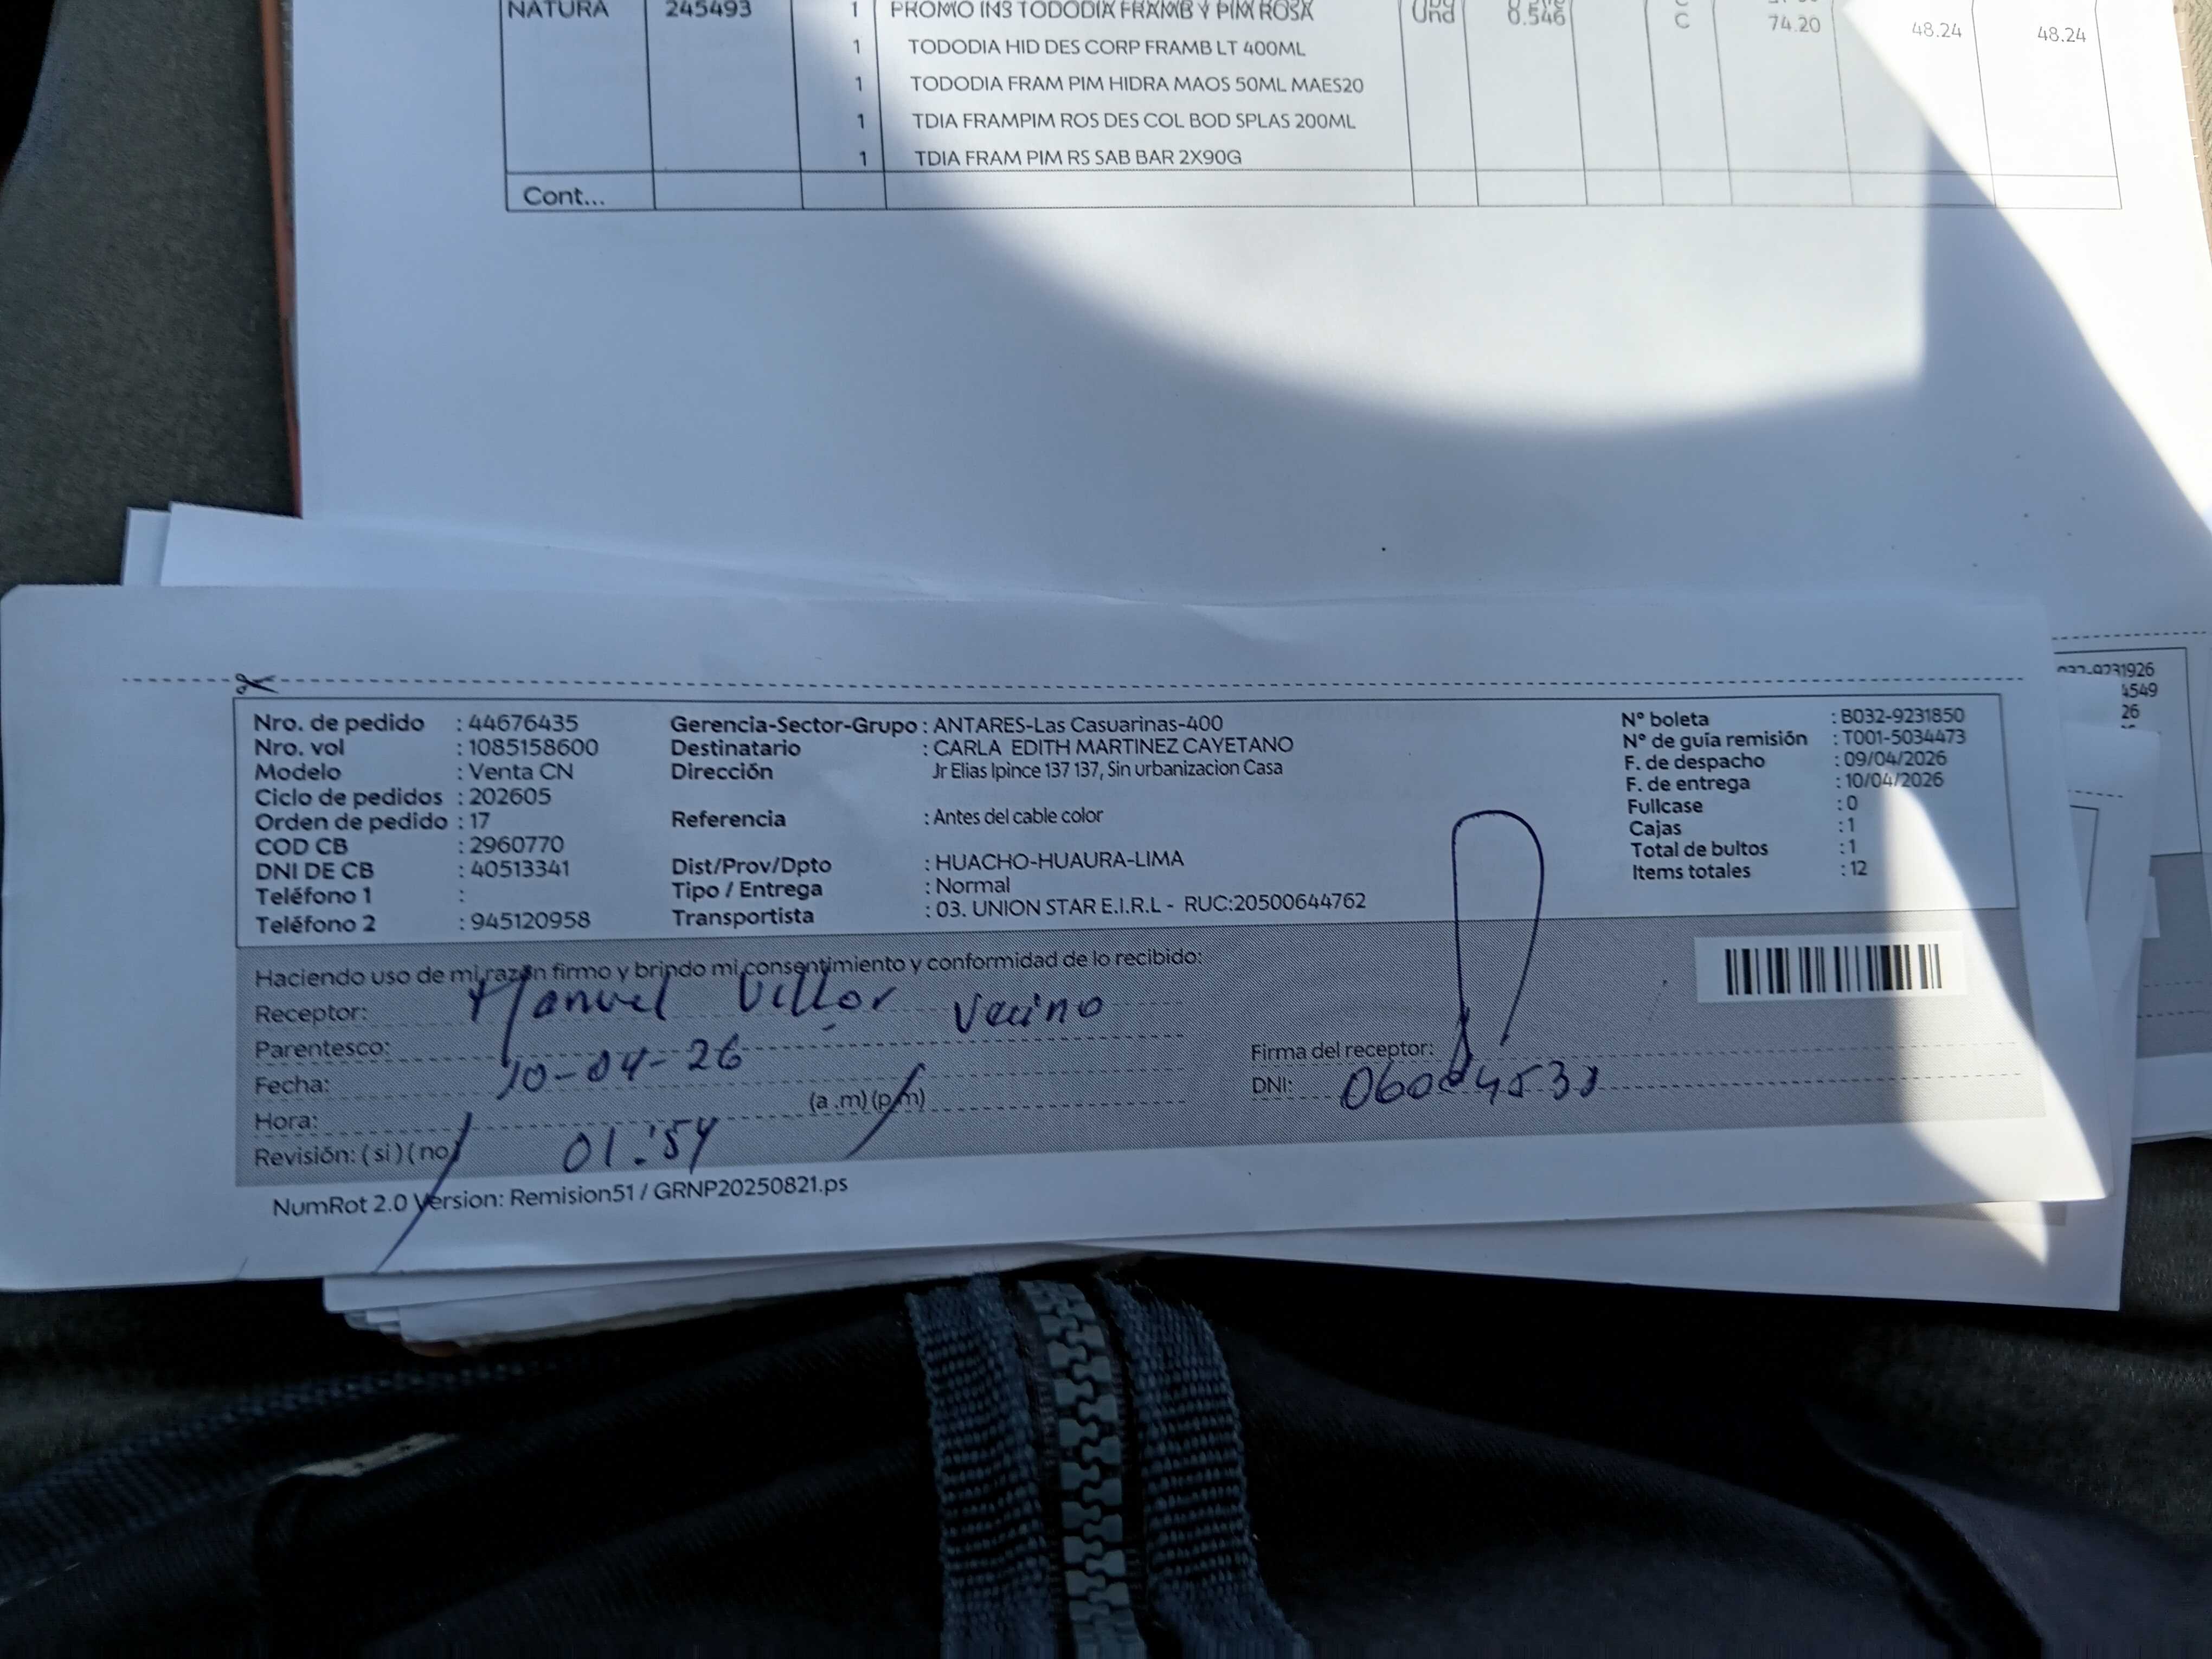 NATURA 245493 1 PROMO INS TODODIA FRAMB Y PIM ROSA Und 0.546 C 74.20 48.24 48.24
1 TODODIA HID DES CORP FRAMB LT 400ML
1 TODODIA FRAM PIM HIDRA MAOS 50ML MAES20
1 TDIA FRAMPIM ROS DES COL BOD SPLAS 200ML
1 TDIA FRAM PIM RS SAB BAR 2X90G
Cont...
Nro. de pedido : 44676435
Nro. vol : 1085158600
Modelo : Venta CN
Ciclo de pedidos : 202605
Orden de pedido : 17
COD CB : 2960770
DNI DE CB : 40513341
Teléfono 1 :
Teléfono 2 : 945120958
Gerencia-Sector-Grupo : ANTARES-Las Casuarinas-400
Destinatario : CARLA EDITH MARTINEZ CAYETANO
Dirección Jr Elias Ipince 137 137, Sin urbanizacion Casa
Referencia : Antes del cable color
Dist/Prov/Dpto : HUACHO-HUAURA-LIMA
Tipo / Entrega : Normal
Transportista : 03. UNION STAR E.I.R.L - RUC:20500644762
N° boleta : B032-9231850
N° de guía remisión : T001-5034473
F. de despacho : 09/04/2026
F. de entrega : 10/04/2026
Fullcase : 0
Cajas : 1
Total de bultos : 1
Items totales : 12
9231926
4549
26
Haciendo uso de mi razón firmo y brindo mi consentimiento y conformidad de lo recibido:
Receptor: Manuel Villar
Parentesco: Vecino
Fecha: 10-04-26
Hora: 01:54 (a.m) (p.m)
Revisión: (si) (no)
Firma del receptor:
DNI:
NumRot 2.0 Version: Remision51 / GRNP20250821.ps